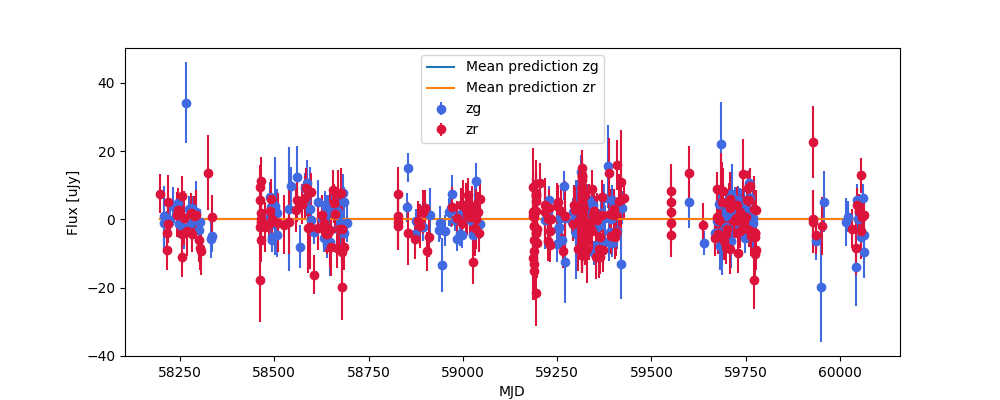 Mean prediction zg
Mean prediction zr
zg
zr
40
20
0
−20
−40
Flux [uJy]
58250
58500
58750
59000
59250
59500
59750
60000
MJD